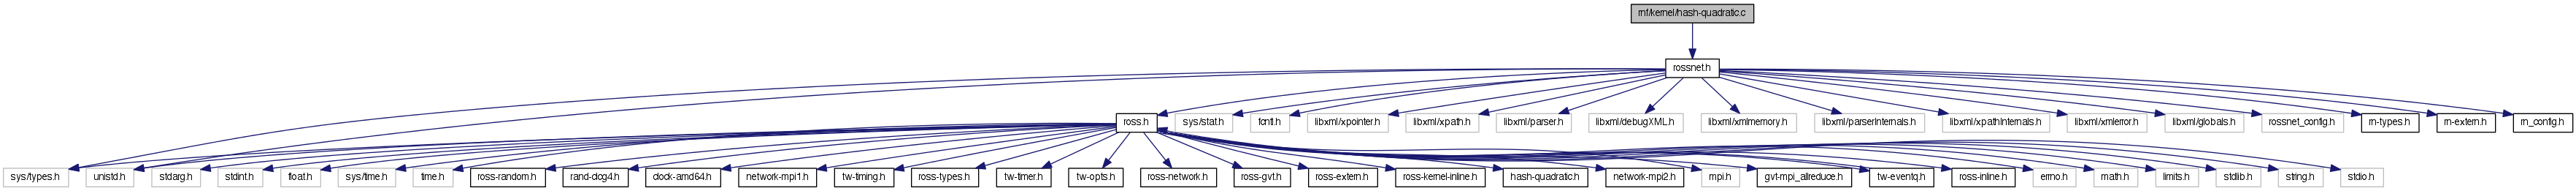 rnf/kernel/hash-quadratic.c
rossnet.h
ross.h
sys/stat.h
fcntl.h
libxml/xpointer.h
libxml/xpath.h
libxml/parser.h
libxml/debugXML.h
libxml/xmlmemory.h
libxml/parserInternals.h
libxml/xpathInternals.h
libxml/xmlerror.h
libxml/globals.h
rossnet_config.h
rn-types.h
rn-extern.h
rn_config.h
sys/types.h
unistd.h
stdarg.h
stdint.h
float.h
sys/time.h
time.h
ross-random.h
rand-clcg4.h
clock-amd64.h
network-mpi1.h
tw-timing.h
ross-types.h
tw-timer.h
tw-opts.h
ross-network.h
ross-gvt.h
ross-extern.h
ross-kernel-inline.h
hash-quadratic.h
network-mpi2.h
mpi.h
gvt-mpi_allreduce.h
tw-eventq.h
ross-inline.h
errno.h
math.h
limits.h
stdlib.h
string.h
stdio.h